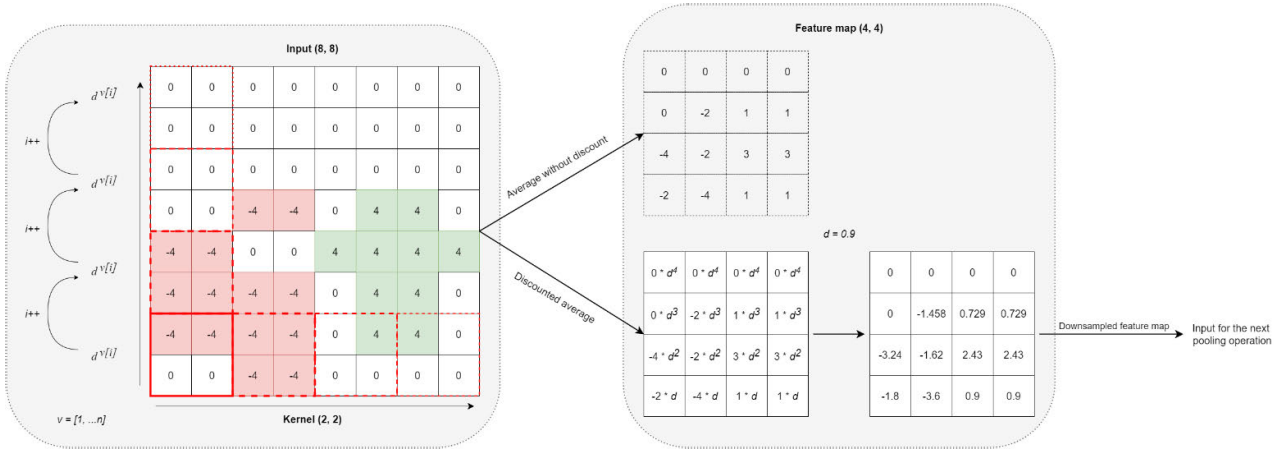 Input (8, 8)
0 0 0 0 0 0 0 0
d^v[i]
i++
0 0 0 0 0 0 0 0
0 0 0 0 0 0 0 0
d^v[i]
0 0 -4 -4 0 4 4 0
i++
-4 -4 0 0 4 4 4 4
d^v[i]
-4 -4 -4 -4 0 4 4 0
i++
-4 -4 -4 -4 0 4 4 0
d^v[i]
0 0 -4 -4 0 0 0 0
v = [1, ...n]
Kernel (2, 2)
Average without discount
Discounted average
Feature map (4, 4)
0 0 0 0
0 -2 1 1
-4 -2 3 3
-2 -4 1 1
d = 0.9
0 * d⁴ 0 * d⁴ 0 * d⁴ 0 * d⁴
0 * d³ -2 * d³ 1 * d³ 1 * d³
-4 * d² -2 * d² 3 * d² 3 * d²
-2 * d -4 * d 1 * d 1 * d
0 0 0 0
0 -1.458 0.729 0.729
-3.24 -1.62 2.43 2.43
-1.8 -3.6 0.9 0.9
Downsampled feature map
Input for the next
pooling operation